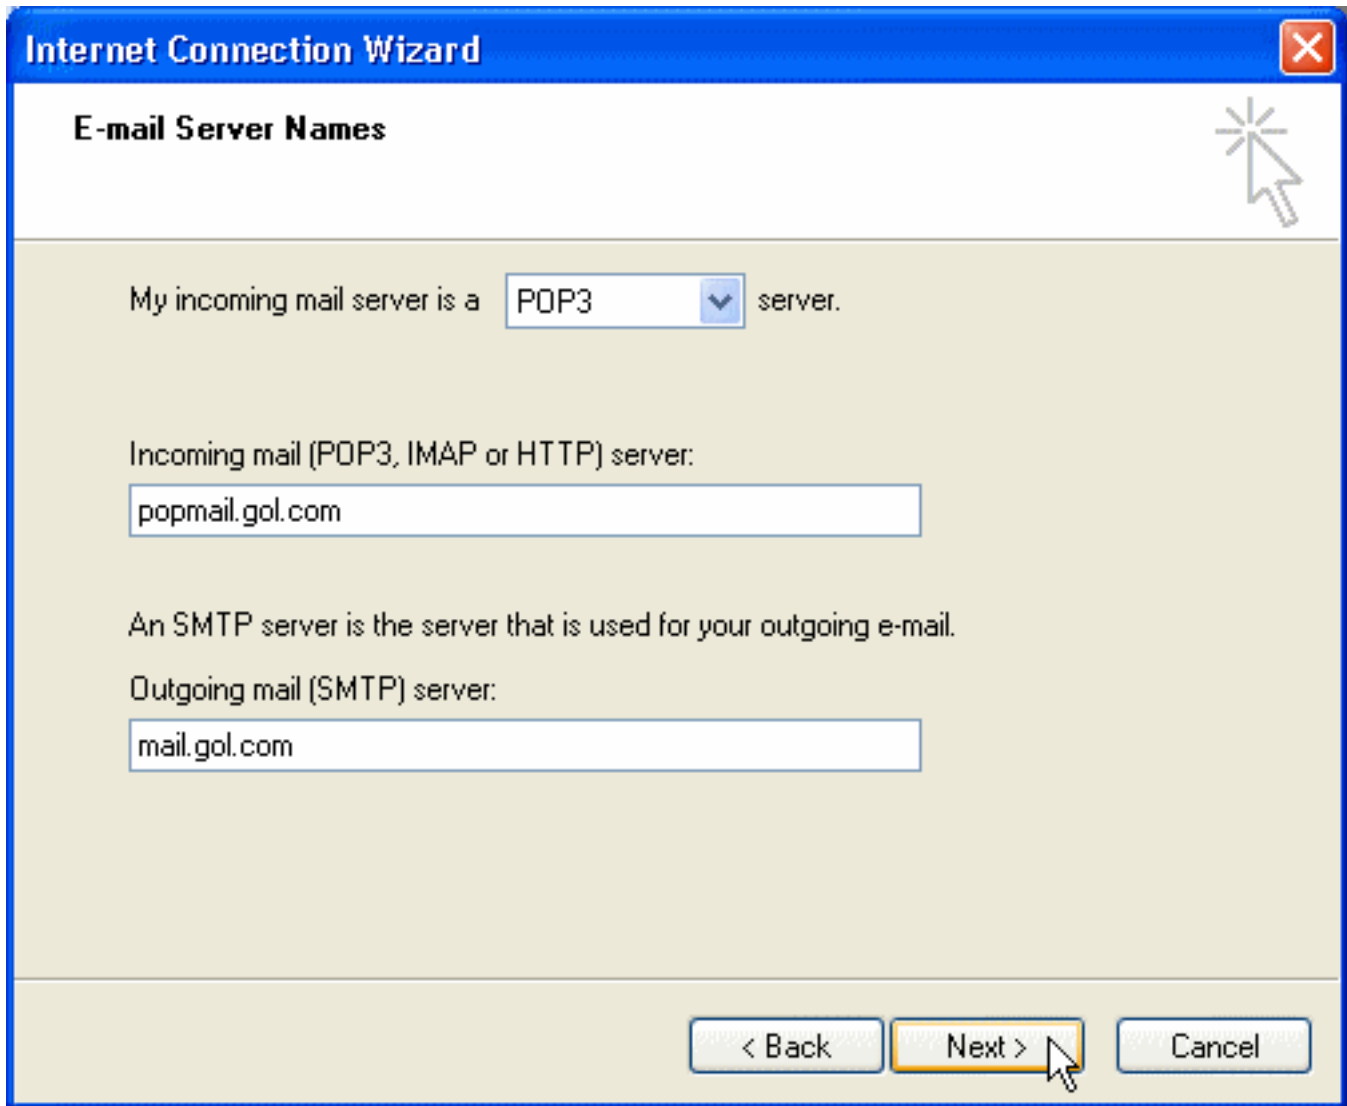 Internet Connection Wizard
E-mail Server Names
My incoming mail server is a POP3 server.
Incoming mail (POP3, IMAP or HTTP) server:
popmail.gol.com
An SMTP server is the server that is used for your outgoing e-mail.
Outgoing mail (SMTP) server:
mail.gol.com
< Back Next > Cancel